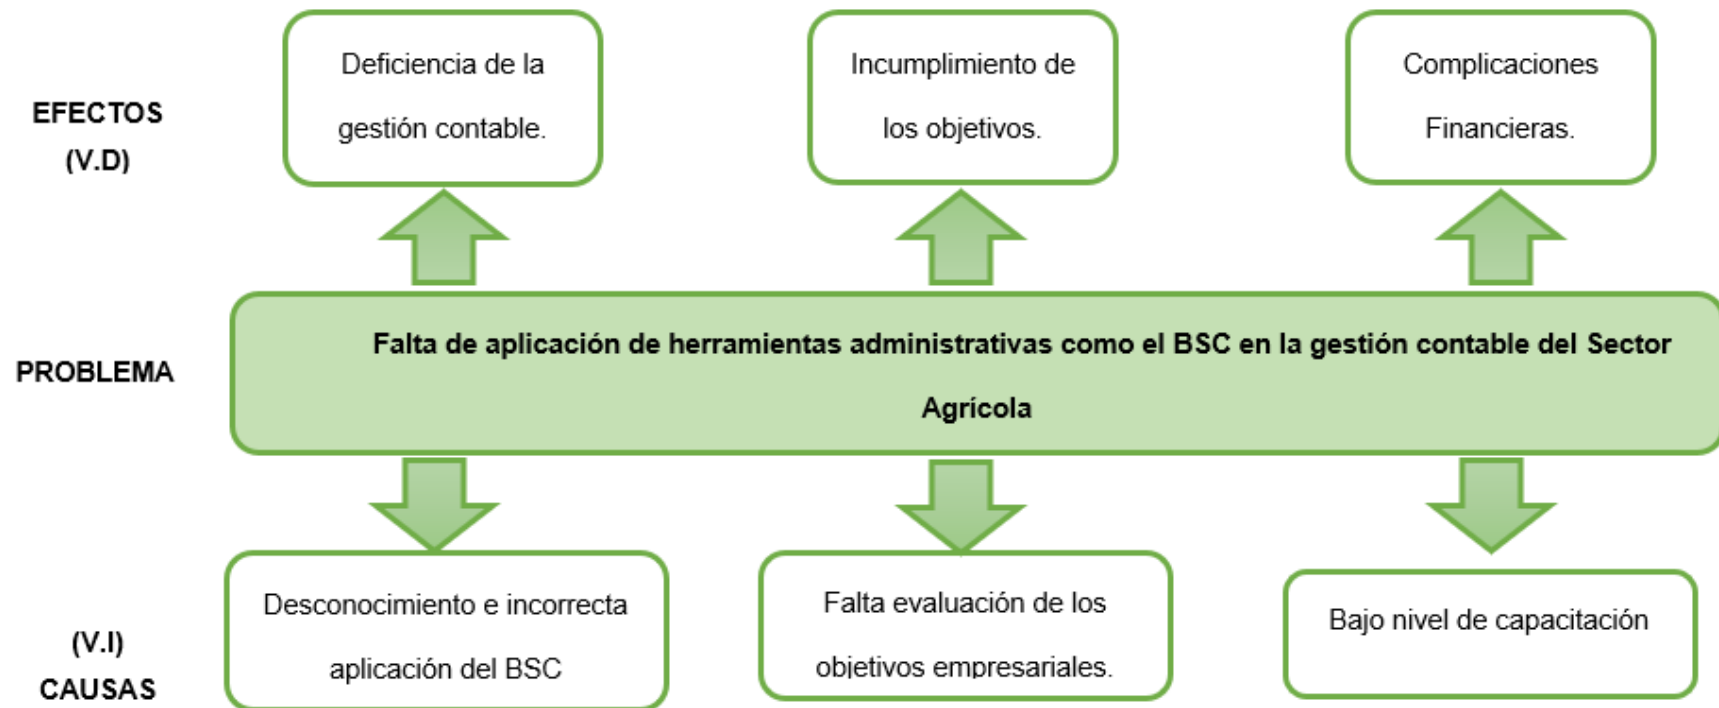 EFECTOS
(V.D)
Deficiencia de la
gestión contable.
Incumplimiento de
los objetivos.
Complicaciones
Financieras.
PROBLEMA
Falta de aplicación de herramientas administrativas como el BSC en la gestión contable del Sector
Agrícola
(V.I)
CAUSAS
Desconocimiento e incorrecta
aplicación del BSC
Falta evaluación de los
objetivos empresariales.
Bajo nivel de capacitación